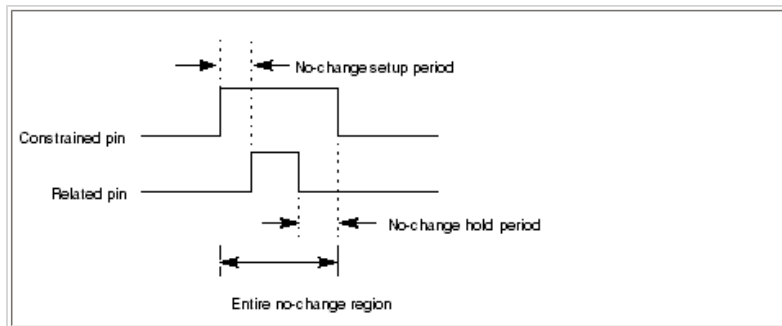 No-change setup period
Constrained pin
Related pin
No-change hold period
Entire no-change region